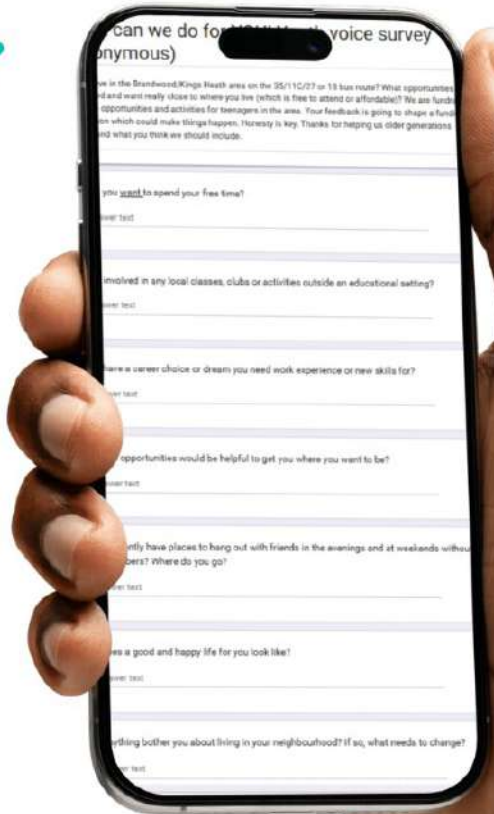 can we do for voice survey
onymous)
ve in the Brandwood/Kings Heath area on the 35/11C/27 or 18 bus route? What opportunities
ed and want really close to where you live (which is free to attend or affordable)? We are fundra
opportunities and activities for teenagers in the area. Your feedback is going to shape a fundi
on which could make things happen. Honesty is key. Thanks for helping us older generations
and what you think we should include.
you want to spend your free time?
wer text
involved in any local classes, clubs or activities outside an educational setting?
wer text
have a career choice or dream you need work experience or new skills for?
wer text
opportunities would be helpful to get you where you want to be?
wer text
ntly have places to hang out with friends in the evenings and at weekends withou
bers? Where do you go?
wer text
es a good and happy life for you look like?
wer text
ything bother you about living in your neighbourhood? If so, what needs to change?
wer text